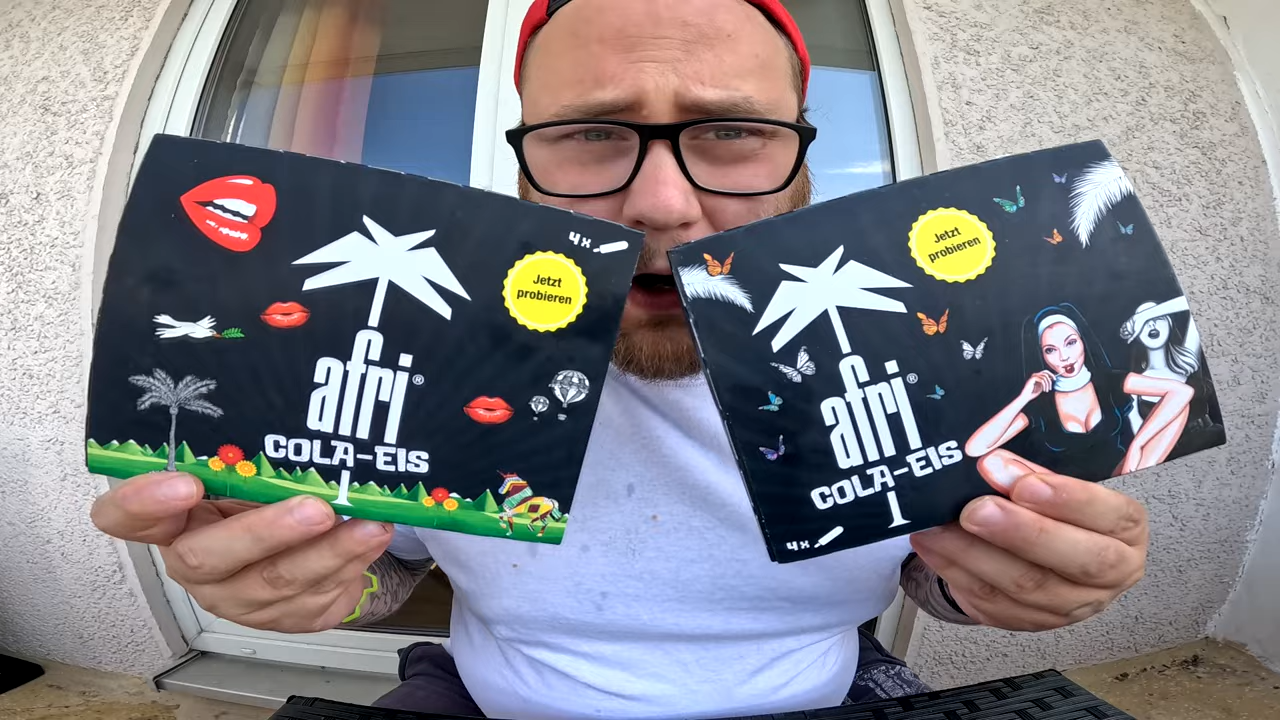 4x
Jetzt
probieren
afri®
COLA-EIS
Jetzt
probieren
afri®
COLA-EIS
4x